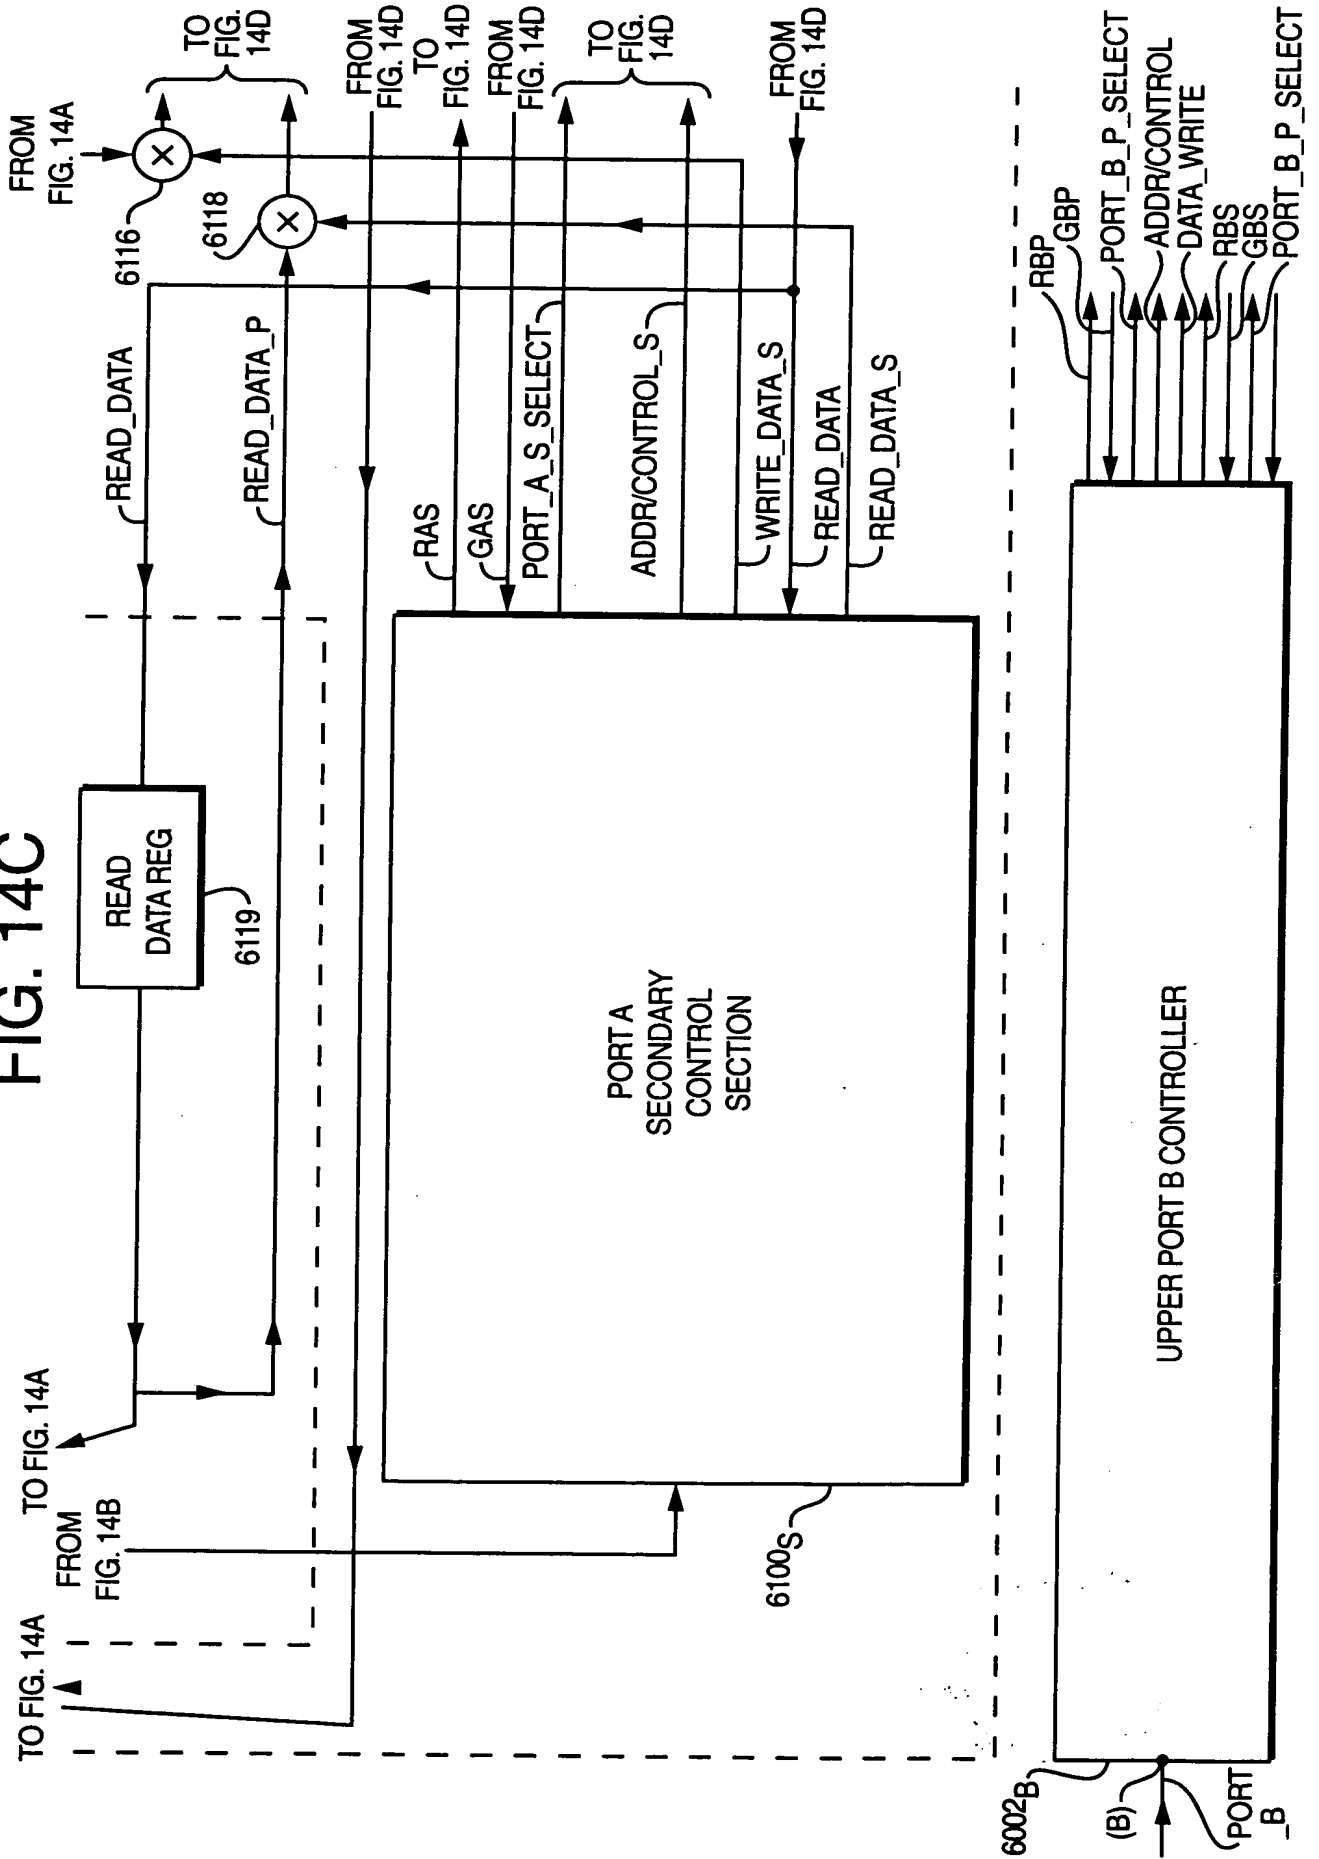 FIG. 14C
TO FIG. 14A
TO FIG. 14A
FROM
FIG. 14B
READ
DATA REG
6119
READ_DATA
READ_DATA_P
6116
6118
FROM
FIG. 14A
TO
FIG.
14D
FROM
FIG. 14D
TO
FIG. 14D
FROM
FIG. 14D
TO
FIG.
14D
FROM
FIG. 14D
RAS
GAS
PORT_A_S_SELECT
ADDR/CONTROL_S
WRITE_DATA_S
READ_DATA
READ_DATA_S
PORT A
SECONDARY
CONTROL
SECTION
6100S
6002B
(B)
PORT
_B
UPPER PORT B CONTROLLER
RBP
GBP
PORT_B_P_SELECT
ADDR/CONTROL
DATA_WRITE
RBS
GBS
PORT_B_P_SELECT